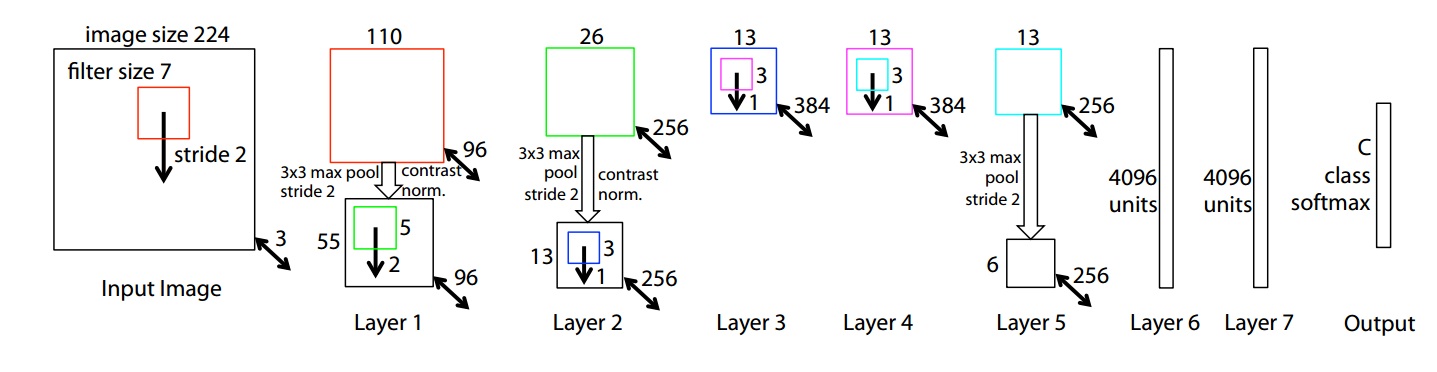 image size 224
filter size 7
stride 2
3
Input Image
110
96
3x3 max pool
stride 2
contrast
norm.
55
5
2
96
Layer 1
26
256
3x3 max
pool
stride 2
contrast
norm.
13
3
1
256
Layer 2
13
3
1
384
Layer 3
13
3
1
384
Layer 4
13
256
3x3 max
pool
stride 2
6
256
Layer 5
4096
units
Layer 6
4096
units
Layer 7
C
class
softmax
Output